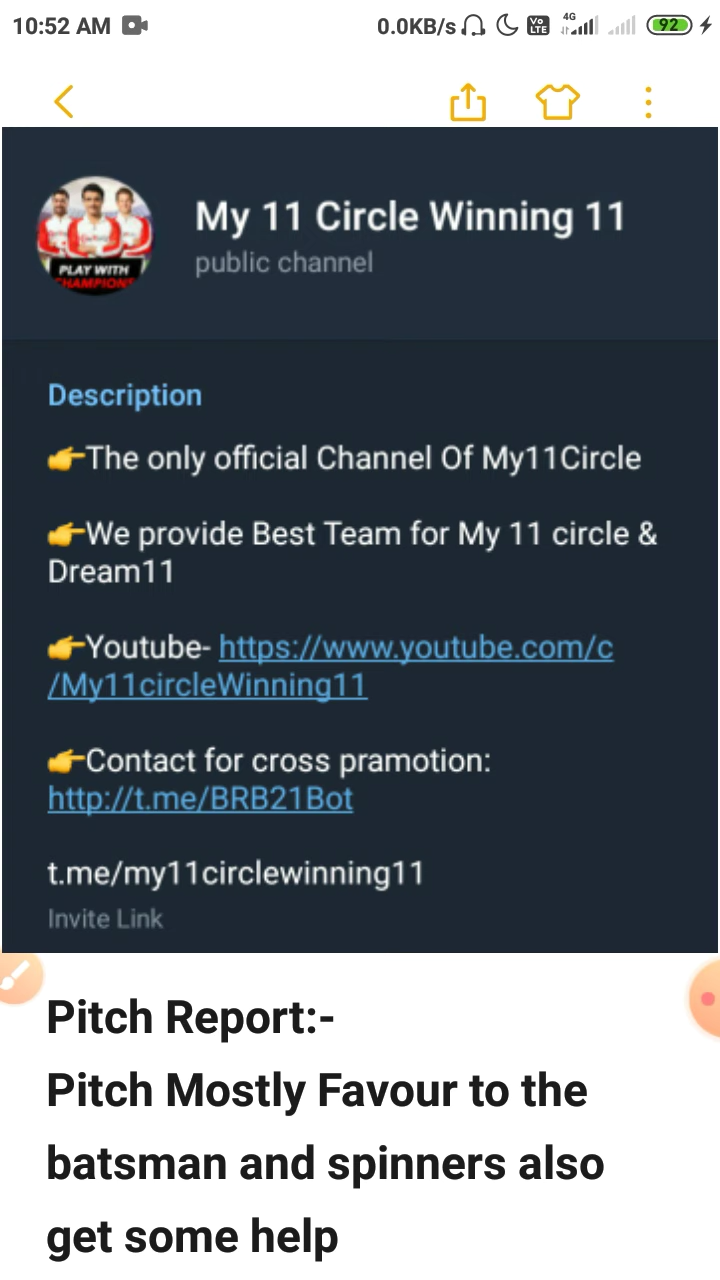 10:52 AM
0.0KB/s
Vo LTE
4G
92
PLAY WITH
CHAMPIONS
My 11 Circle Winning 11
public channel
Description
👉The only official Channel Of My11Circle
👉We provide Best Team for My 11 circle &
Dream11
👉Youtube- https://www.youtube.com/c
/My11circleWinning11
👉Contact for cross pramotion:
http://t.me/BRB21Bot
t.me/my11circlewinning11
Invite Link
Pitch Report:-
Pitch Mostly Favour to the
batsman and spinners also
get some help